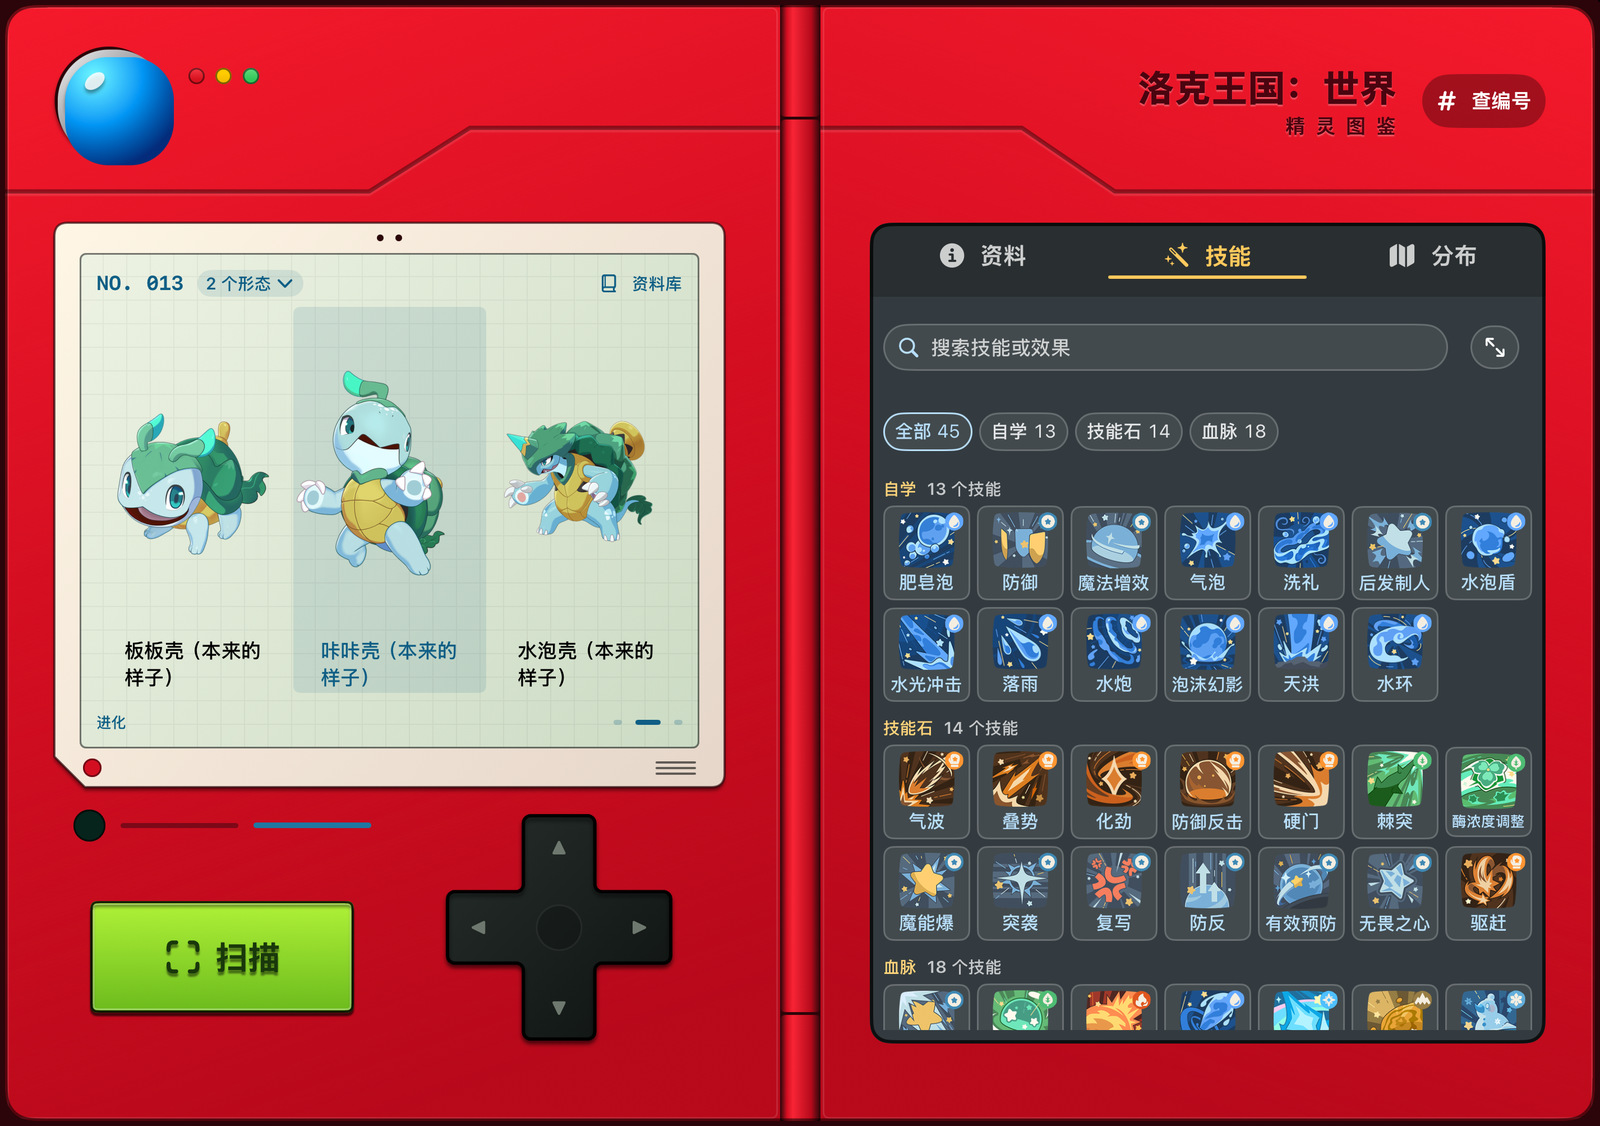 洛克王国：世界
精灵图鉴
# 查编号
NO. 013
2 个形态
资料库
板板壳（本来的
样子）
咔咔壳（本来的
样子）
水泡壳（本来的
样子）
进化
扫描
资料
技能
分布
搜索技能或效果
全部 45
自学 13
技能石 14
血脉 18
自学 13 个技能
肥皂泡
防御
魔法增效
气泡
洗礼
后发制人
水泡盾
水光冲击
落雨
水炮
泡沫幻影
天洪
水环
技能石 14 个技能
气波
叠势
化劲
防御反击
硬门
棘突
酶浓度调整
魔能爆
突袭
复写
防反
有效预防
无畏之心
驱赶
血脉 18 个技能